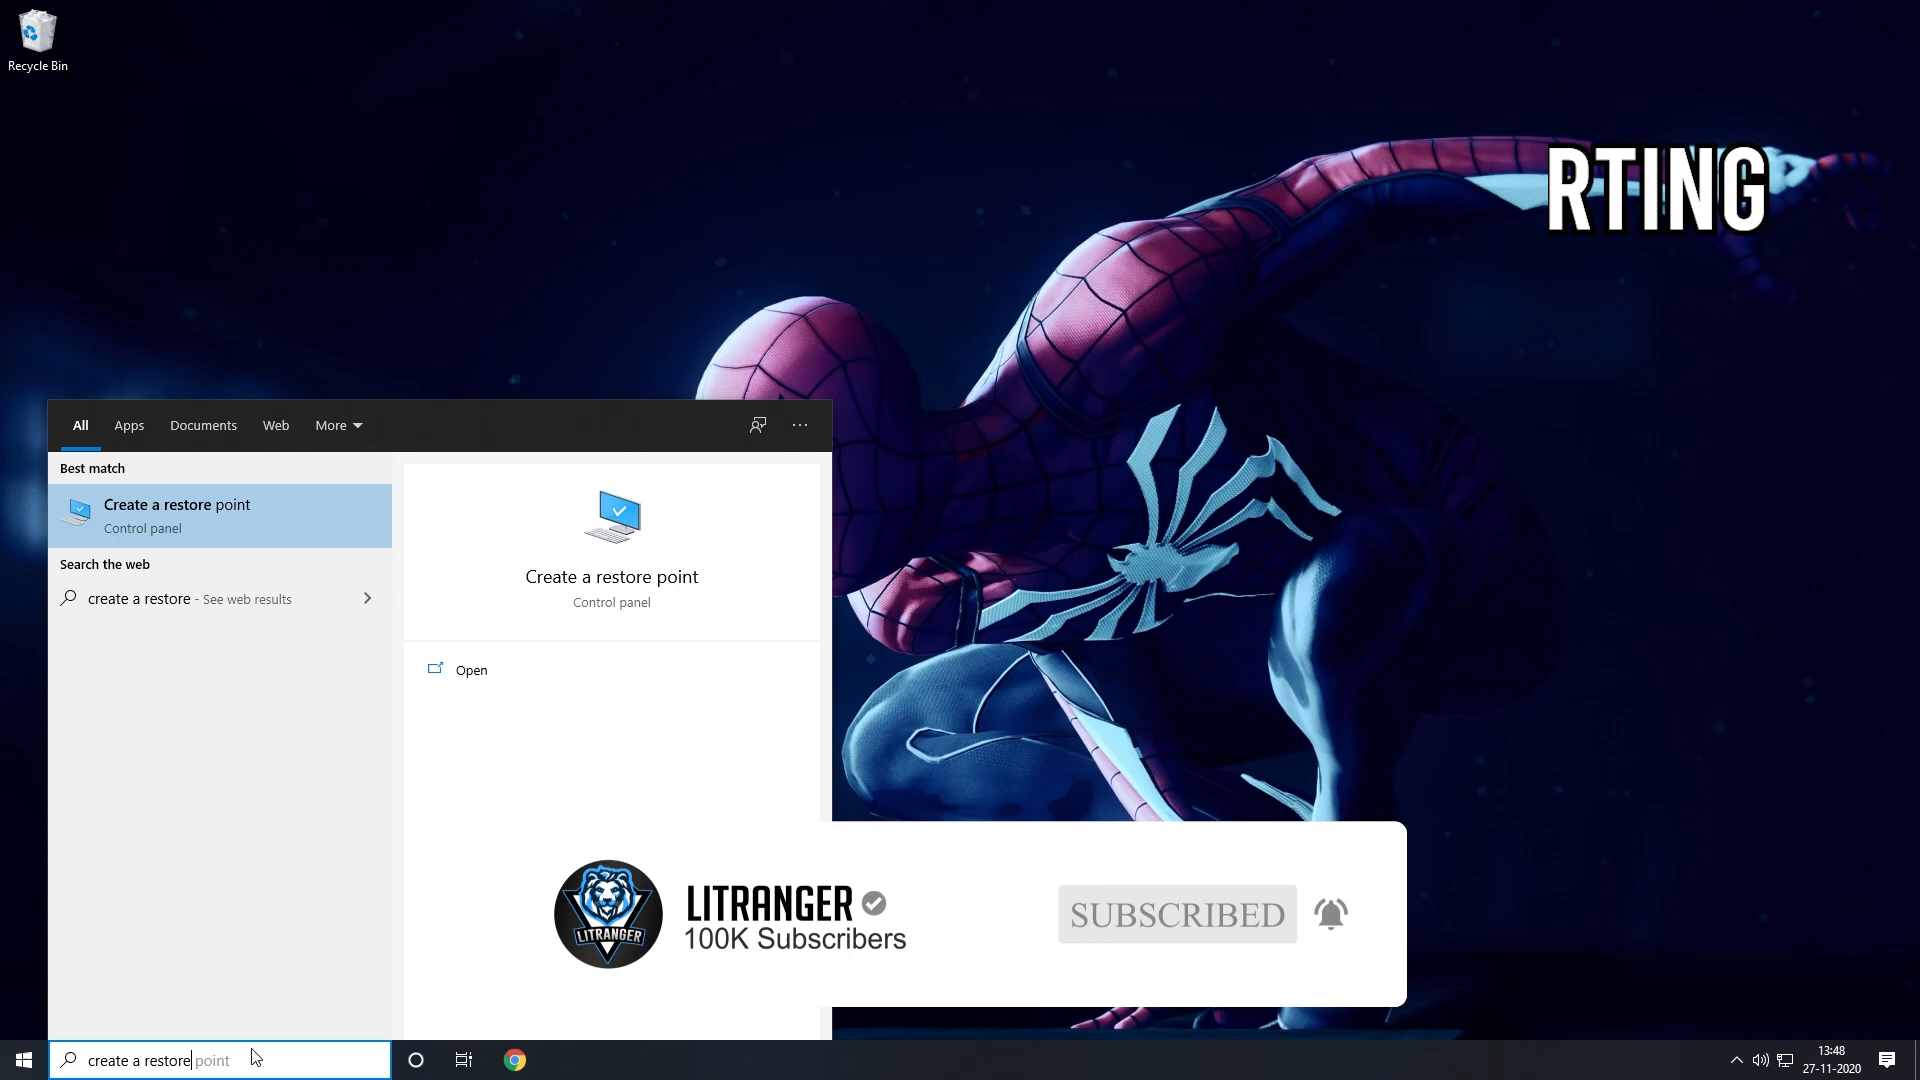 Recycle Bin
RTING
All
Apps
Documents
Web
More
Best match
Create a restore point
Control panel
Search the web
create a restore - See web results
Create a restore point
Control panel
Open
LITRANGER
LITRANGER
100K Subscribers
SUBSCRIBED
create a restore point
13:48
27-11-2020